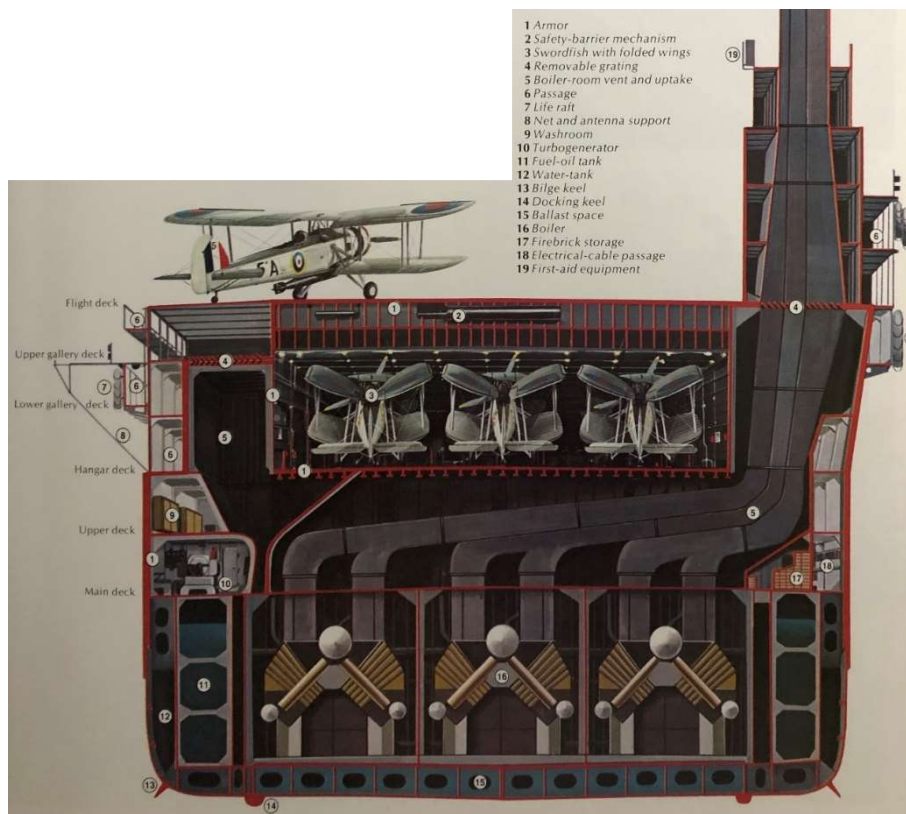 1 Armor
2 Safety-barrier mechanism
3 Swordfish with folded wings
4 Removable grating
5 Boiler-room vent and uptake
6 Passage
7 Life raft
8 Net and antenna support
9 Washroom
10 Turbogenerator
11 Fuel-oil tank
12 Water-tank
13 Bilge keel
14 Docking keel
15 Ballast space
16 Boiler
17 Firebrick storage
18 Electrical-cable passage
19 First-aid equipment
19
6
5 A
Flight deck
6
1
2
4
Upper gallery deck
4
7
6
1
3
Lower gallery deck
5
8
6
Hangar deck
1
9
5
Upper deck
1
10
17
18
Main deck
11
16
12
13
15
14